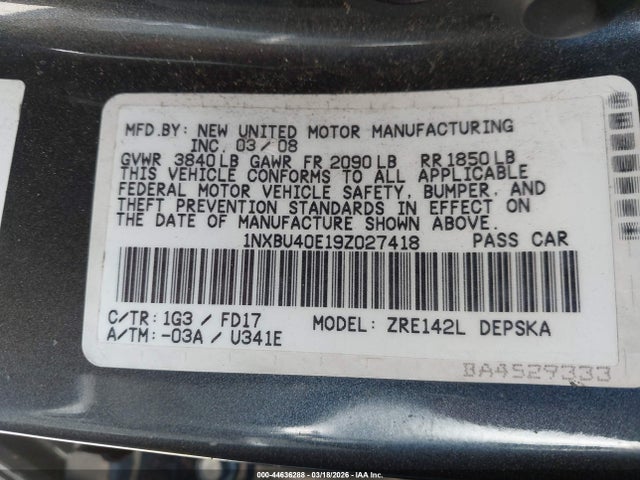 MFD.BY: NEW UNITED MOTOR MANUFACTURING
INC. 03 / 08
GVWR 3840 LB GAWR FR 2090 LB RR 1850 LB
THIS VEHICLE CONFORMS TO ALL APPLICABLE
FEDERAL MOTOR VEHICLE SAFETY, BUMPER, AND
THEFT PREVENTION STANDARDS IN EFFECT ON
THE DATE OF MANUFACTURE SHOWN ABOVE.
1NXBU40E19Z027418 PASS CAR
C/TR: 1G3 / FD17 MODEL: ZRE142L DEPSKA
A/TM: -03A / U341E
BA4529333
000-44636288 - 03/18/2026 - IAA Inc.